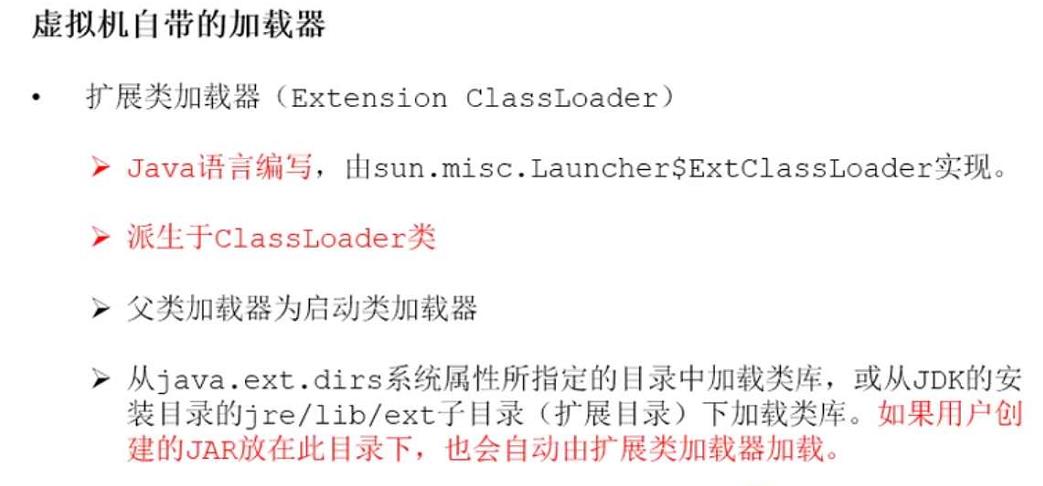 虚拟机自带的加载器
• 扩展类加载器（Extension ClassLoader）
➢ Java语言编写，由sun.misc.Launcher$ExtClassLoader实现。
➢ 派生于ClassLoader类
➢ 父类加载器为启动类加载器
➢ 从java.ext.dirs系统属性所指定的目录中加载类库，或从JDK的安
装目录的jre/lib/ext子目录（扩展目录）下加载类库。如果用户创
建的JAR放在此目录下，也会自动由扩展类加载器加载。